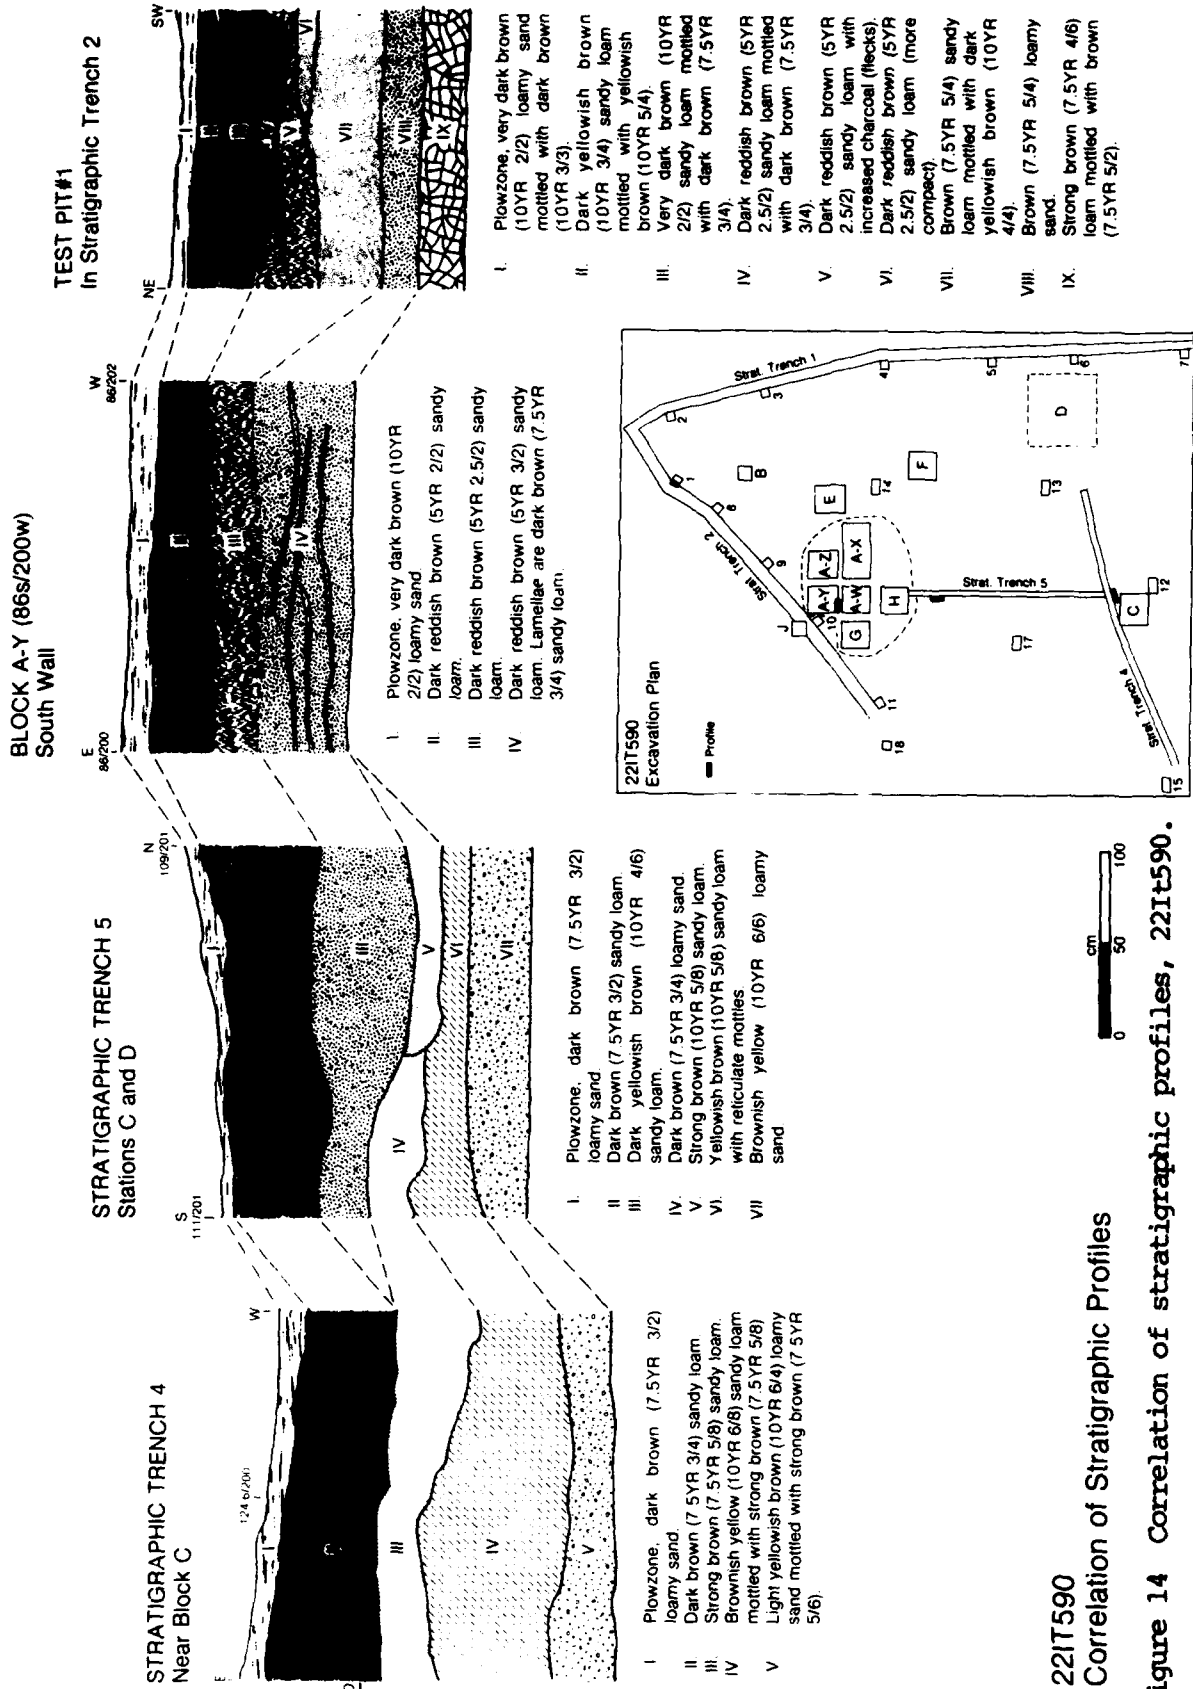 STRATIGRAPHIC TRENCH 4
Near Block C
E
124.6/200
W
I
III
IV
V
I Plowzone, dark brown (7.5YR 3/2)
loamy sand.
II Dark brown (7.5YR 3/4) sandy loam
III. Strong brown (7.5YR 5/8) sandy loam.
IV Brownish yellow (10YR 6/8) sandy loam
mottled with strong brown (7.5YR 5/8)
V Light yellowish brown (10YR 6/4) loamy
sand mottled with strong brown (7.5YR
5/6).
STRATIGRAPHIC TRENCH 5
Stations C and D
S
111/201
N
109/201
I
III
IV
V
VI
VII
I. Plowzone, dark brown (7.5YR 3/2)
loamy sand.
II Dark brown (7.5YR 3/2) sandy loam.
III. Dark yellowish brown (10YR 4/6)
sandy loam.
IV. Dark brown (7.5YR 3/4) loamy sand.
V. Strong brown (10YR 5/8) sandy loam.
VI. Yellowish brown (10YR 5/8) sandy loam
with reticulate mottles.
VII Brownish yellow (10YR 6/6) loamy
sand
BLOCK A-Y (86s/200w)
South Wall
E
86/200
W
86/202
I
II
III
IV
I. Plowzone, very dark brown (10YR
2/2) loamy sand.
II. Dark reddish brown (5YR 2/2) sandy
loam.
III. Dark reddish brown (5YR 2.5/2) sandy
loam.
IV. Dark reddish brown (5YR 3/2) sandy
loam. Lamellae are dark brown (7.5YR
3/4) sandy loam.
TEST PIT#1
In Stratigraphic Trench 2
NE
SW
I
II
III
IV
V
VI
VII
VIII
IX
I. Plowzone, very dark brown
(10YR 2/2) loamy sand
mottled with dark brown
(10YR 3/3).
II. Dark yellowish brown
(10YR 3/4) sandy loam
mottled with yellowish
brown (10YR 5/4).
III. Very dark brown (10YR
2/2) sandy loam mottled
with dark brown (7.5YR
3/4).
IV. Dark reddish brown (5YR
2.5/2) sandy loam mottled
with dark brown (7.5YR
3/4).
V. Dark reddish brown (5YR
2.5/2) sandy loam with
increased charcoal (flecks).
VI. Dark reddish brown (5YR
2.5/2) sandy loam (more
compact).
VII. Brown (7.5YR 5/4) sandy
loam mottled with dark
yellowish brown (10YR
4/4).
VIII. Brown (7.5YR 5/4) loamy
sand.
IX. Strong brown (7.5YR 4/6)
loam mottled with brown
(7.5YR 5/2).
22IT590
Excavation Plan
Profile
Strat. Trench 1
Strat. Trench 2
Strat. Trench 5
Strat. Trench 4
1
2
3
4
5
6
7
8
9
10
11
12
13
14
15
17
18
A-Z
A-Y
A-X
A-W
B
C
D
E
F
G
H
J
cm
0 50 100
22IT590
Correlation of Stratigraphic Profiles
igure 14 Correlation of stratigraphic profiles, 22It590.